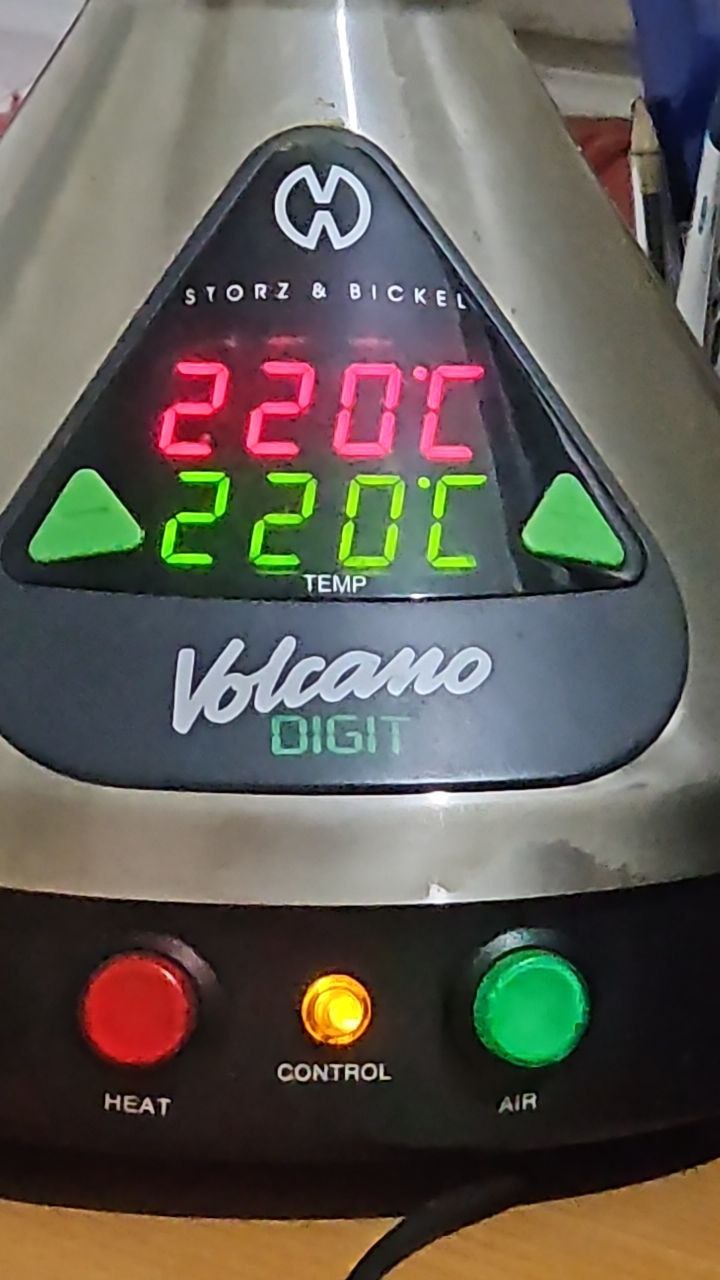 STORZ & BICKEL
220°C
220°C
TEMP
Volcano
DIGIT
CONTROL
HEAT
AIR